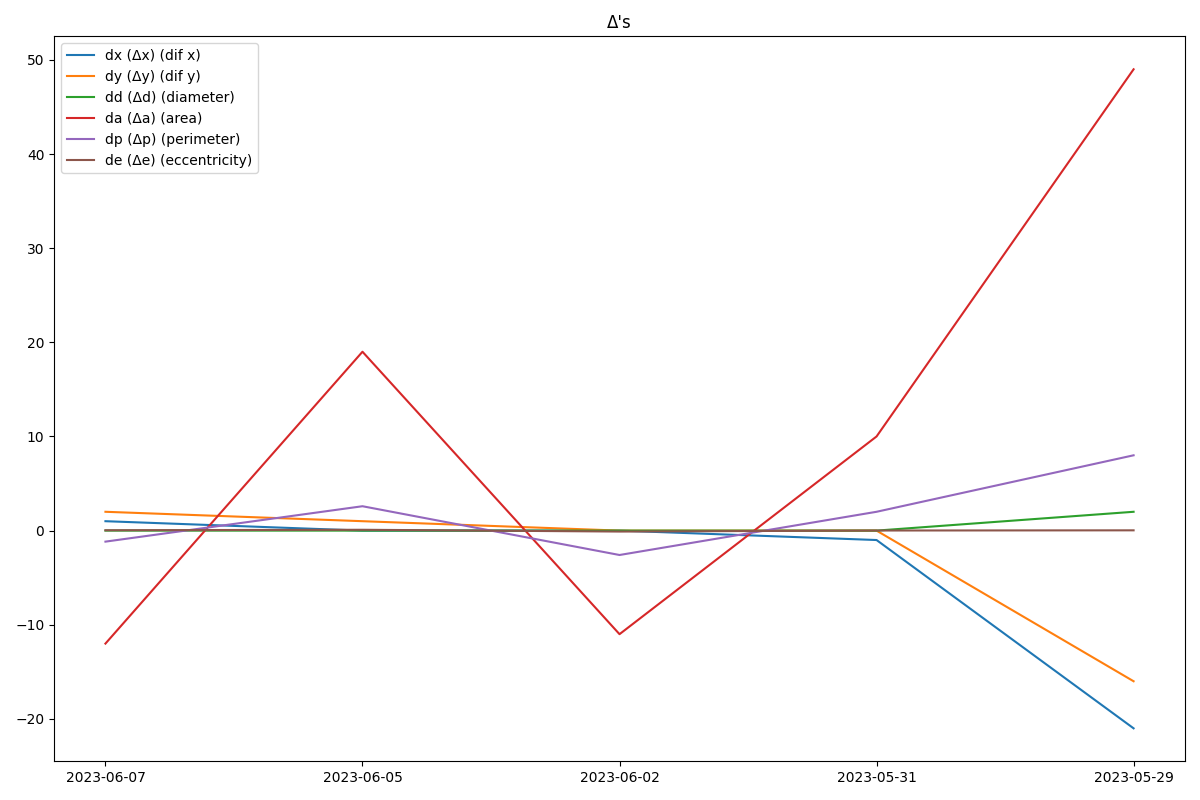 Δ's
dx (Δx) (dif x)
dy (Δy) (dif y)
dd (Δd) (diameter)
da (Δa) (area)
dp (Δp) (perimeter)
de (Δe) (eccentricity)
50
40
30
20
10
0
−10
−20
2023-06-07 2023-06-05 2023-06-02 2023-05-31 2023-05-29